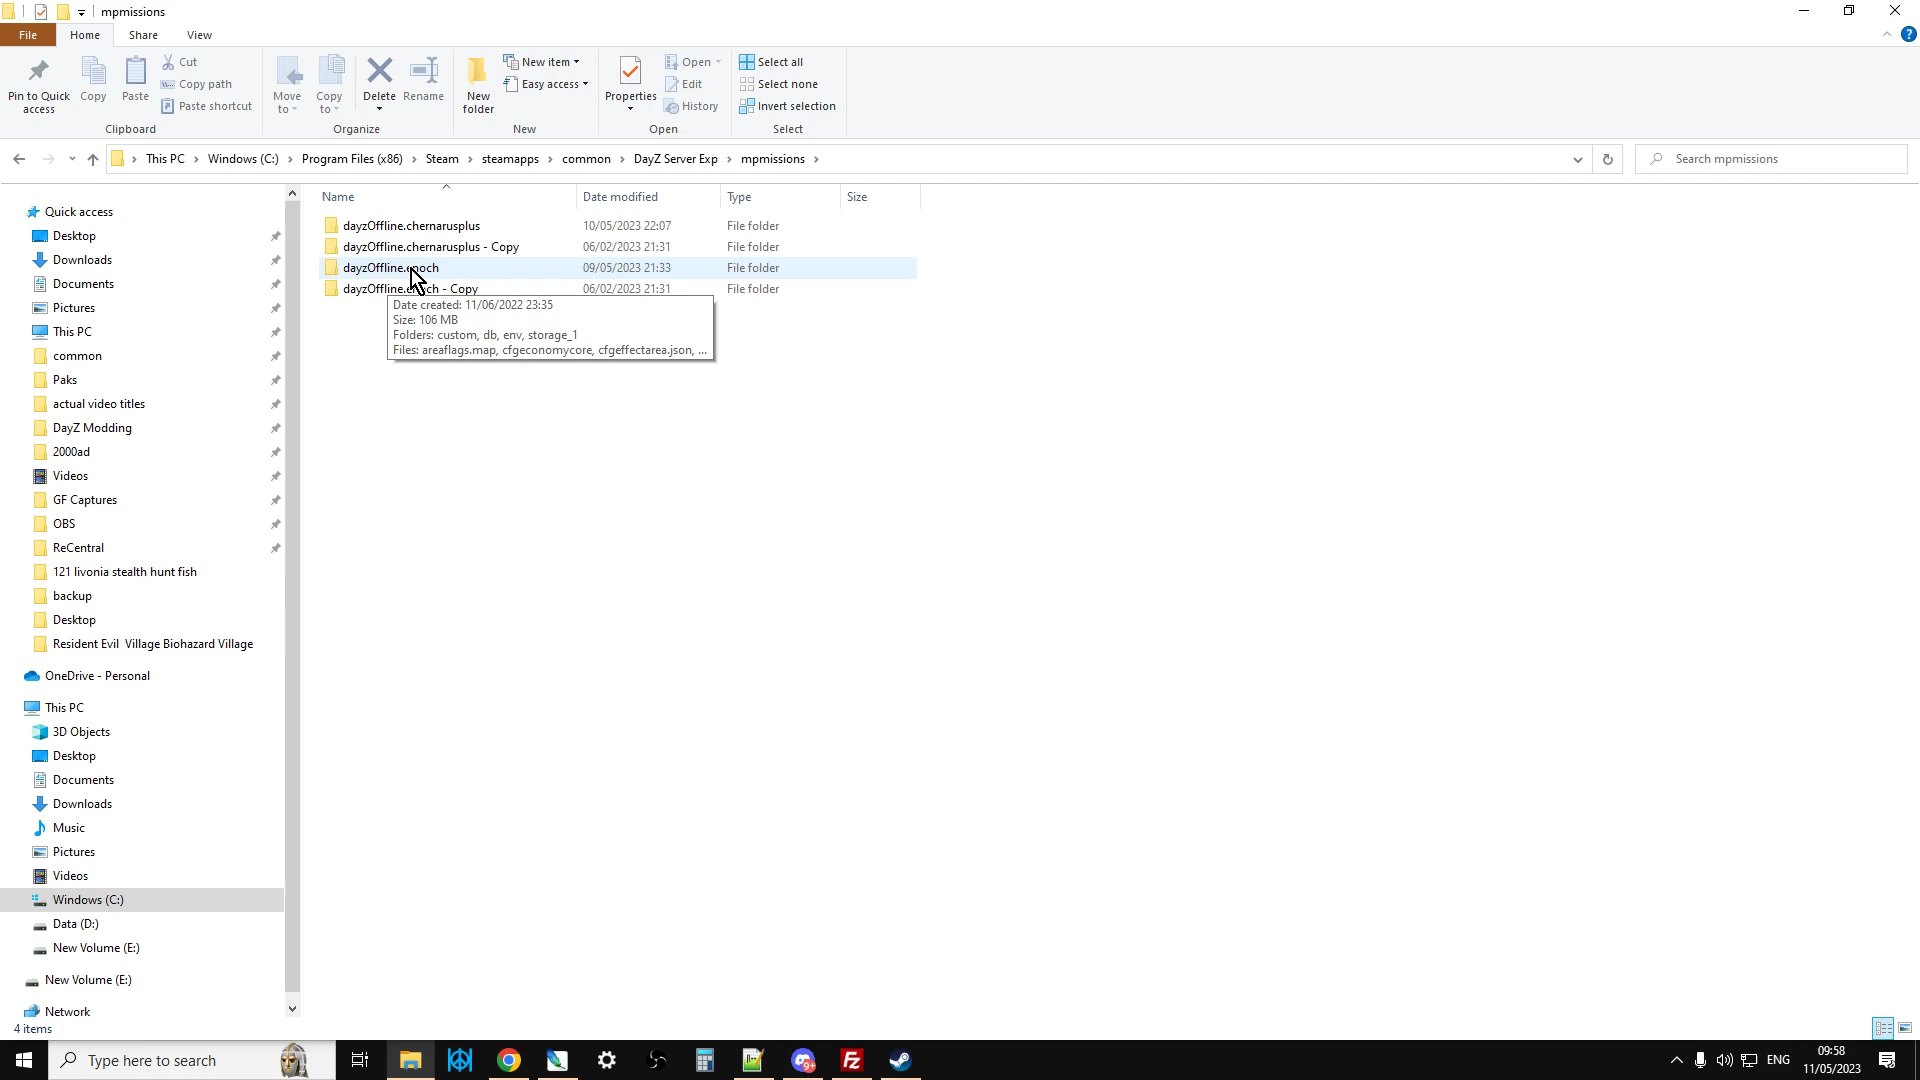 mpmissions
File
Home
Share
View
Pin to Quick access
Copy
Paste
Cut
Copy path
Paste shortcut
Clipboard
Move to
Copy to
Delete
Rename
Organize
New folder
New item
Easy access
New
Properties
Open
Edit
History
Open
Select all
Select none
Invert selection
Select
This PC
Windows (C:)
Program Files (x86)
Steam
steamapps
common
DayZ Server Exp
mpmissions
Search mpmissions
Name
Date modified
Type
Size
dayzOffline.chernarusplus 10/05/2023 22:07 File folder
dayzOffline.chernarusplus - Copy 06/02/2023 21:31 File folder
dayzOffline.enoch 09/05/2023 21:33 File folder
dayzOffline.enoch - Copy 06/02/2023 21:31 File folder
Date created: 11/06/2022 23:35
Size: 106 MB
Folders: custom, db, env, storage_1
Files: areaflags.map, cfgeconomycore, cfgeffectarea.json, ...
Quick access
Desktop
Downloads
Documents
Pictures
This PC
common
Paks
actual video titles
DayZ Modding
2000ad
Videos
GF Captures
OBS
ReCentral
121 livonia stealth hunt fish
backup
Desktop
Resident Evil Village Biohazard Village
OneDrive - Personal
This PC
3D Objects
Desktop
Documents
Downloads
Music
Pictures
Videos
Windows (C:)
Data (D:)
New Volume (E:)
New Volume (E:)
Network
4 items
Type here to search
9+
Fz
ENG
09:58
11/05/2023